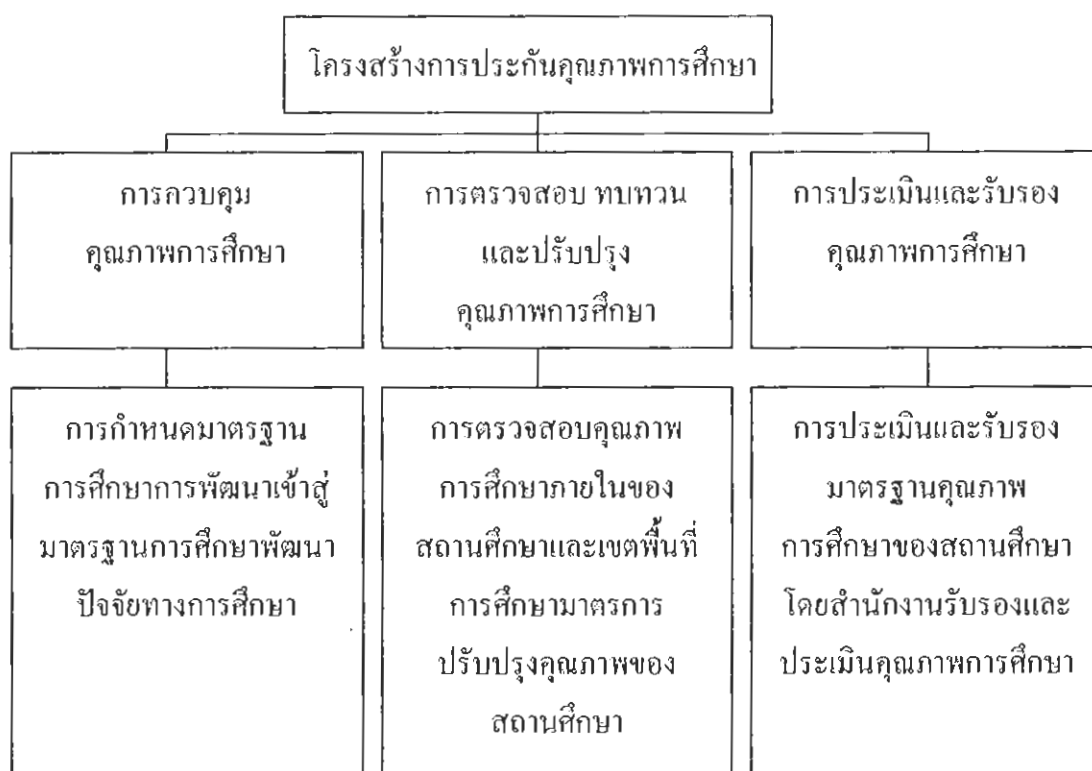 โครงสร้างการประกันคุณภาพการศึกษา
การควบคุม
คุณภาพการศึกษา
การตรวจสอบ ทบทวน
และปรับปรุง
คุณภาพการศึกษา
การประเมินและรับรอง
คุณภาพการศึกษา
การกำหนดมาตรฐาน
การศึกษาการพัฒนาเข้าสู่
มาตรฐานการศึกษาพัฒนา
ปัจจัยทางการศึกษา
การตรวจสอบคุณภาพ
การศึกษาภายในของ
สถานศึกษาและเขตพื้นที่
การศึกษามาตรการ
ปรับปรุงคุณภาพของ
สถานศึกษา
การประเมินและรับรอง
มาตรฐานคุณภาพ
การศึกษาของสถานศึกษา
โดยสำนักงานรับรองและ
ประเมินคุณภาพการศึกษา